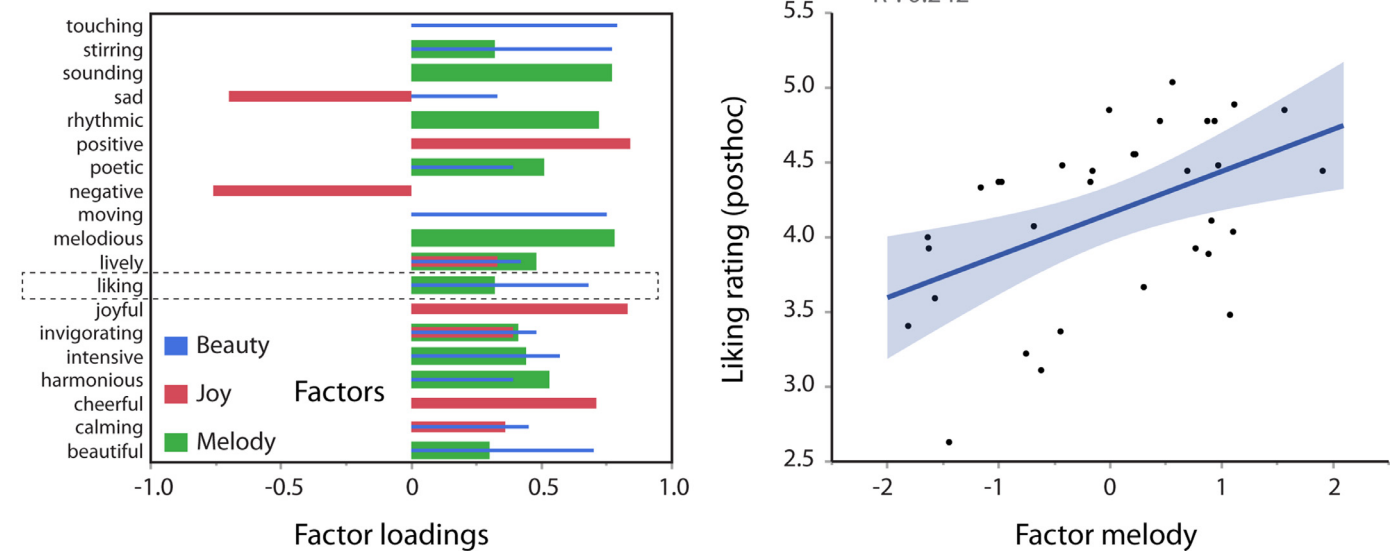 touching
stirring
sounding
sad
rhythmic
positive
poetic
negative
moving
melodious
lively
liking
joyful
invigorating
intensive
harmonious
cheerful
calming
beautiful
Beauty
Joy
Melody
Factors
-1.0 -0.5 0 0.5 1.0
Factor loadings
5.5
5.0
4.5
4.0
3.5
3.0
2.5
Liking rating (posthoc)
-2 -1 0 1 2
Factor melody